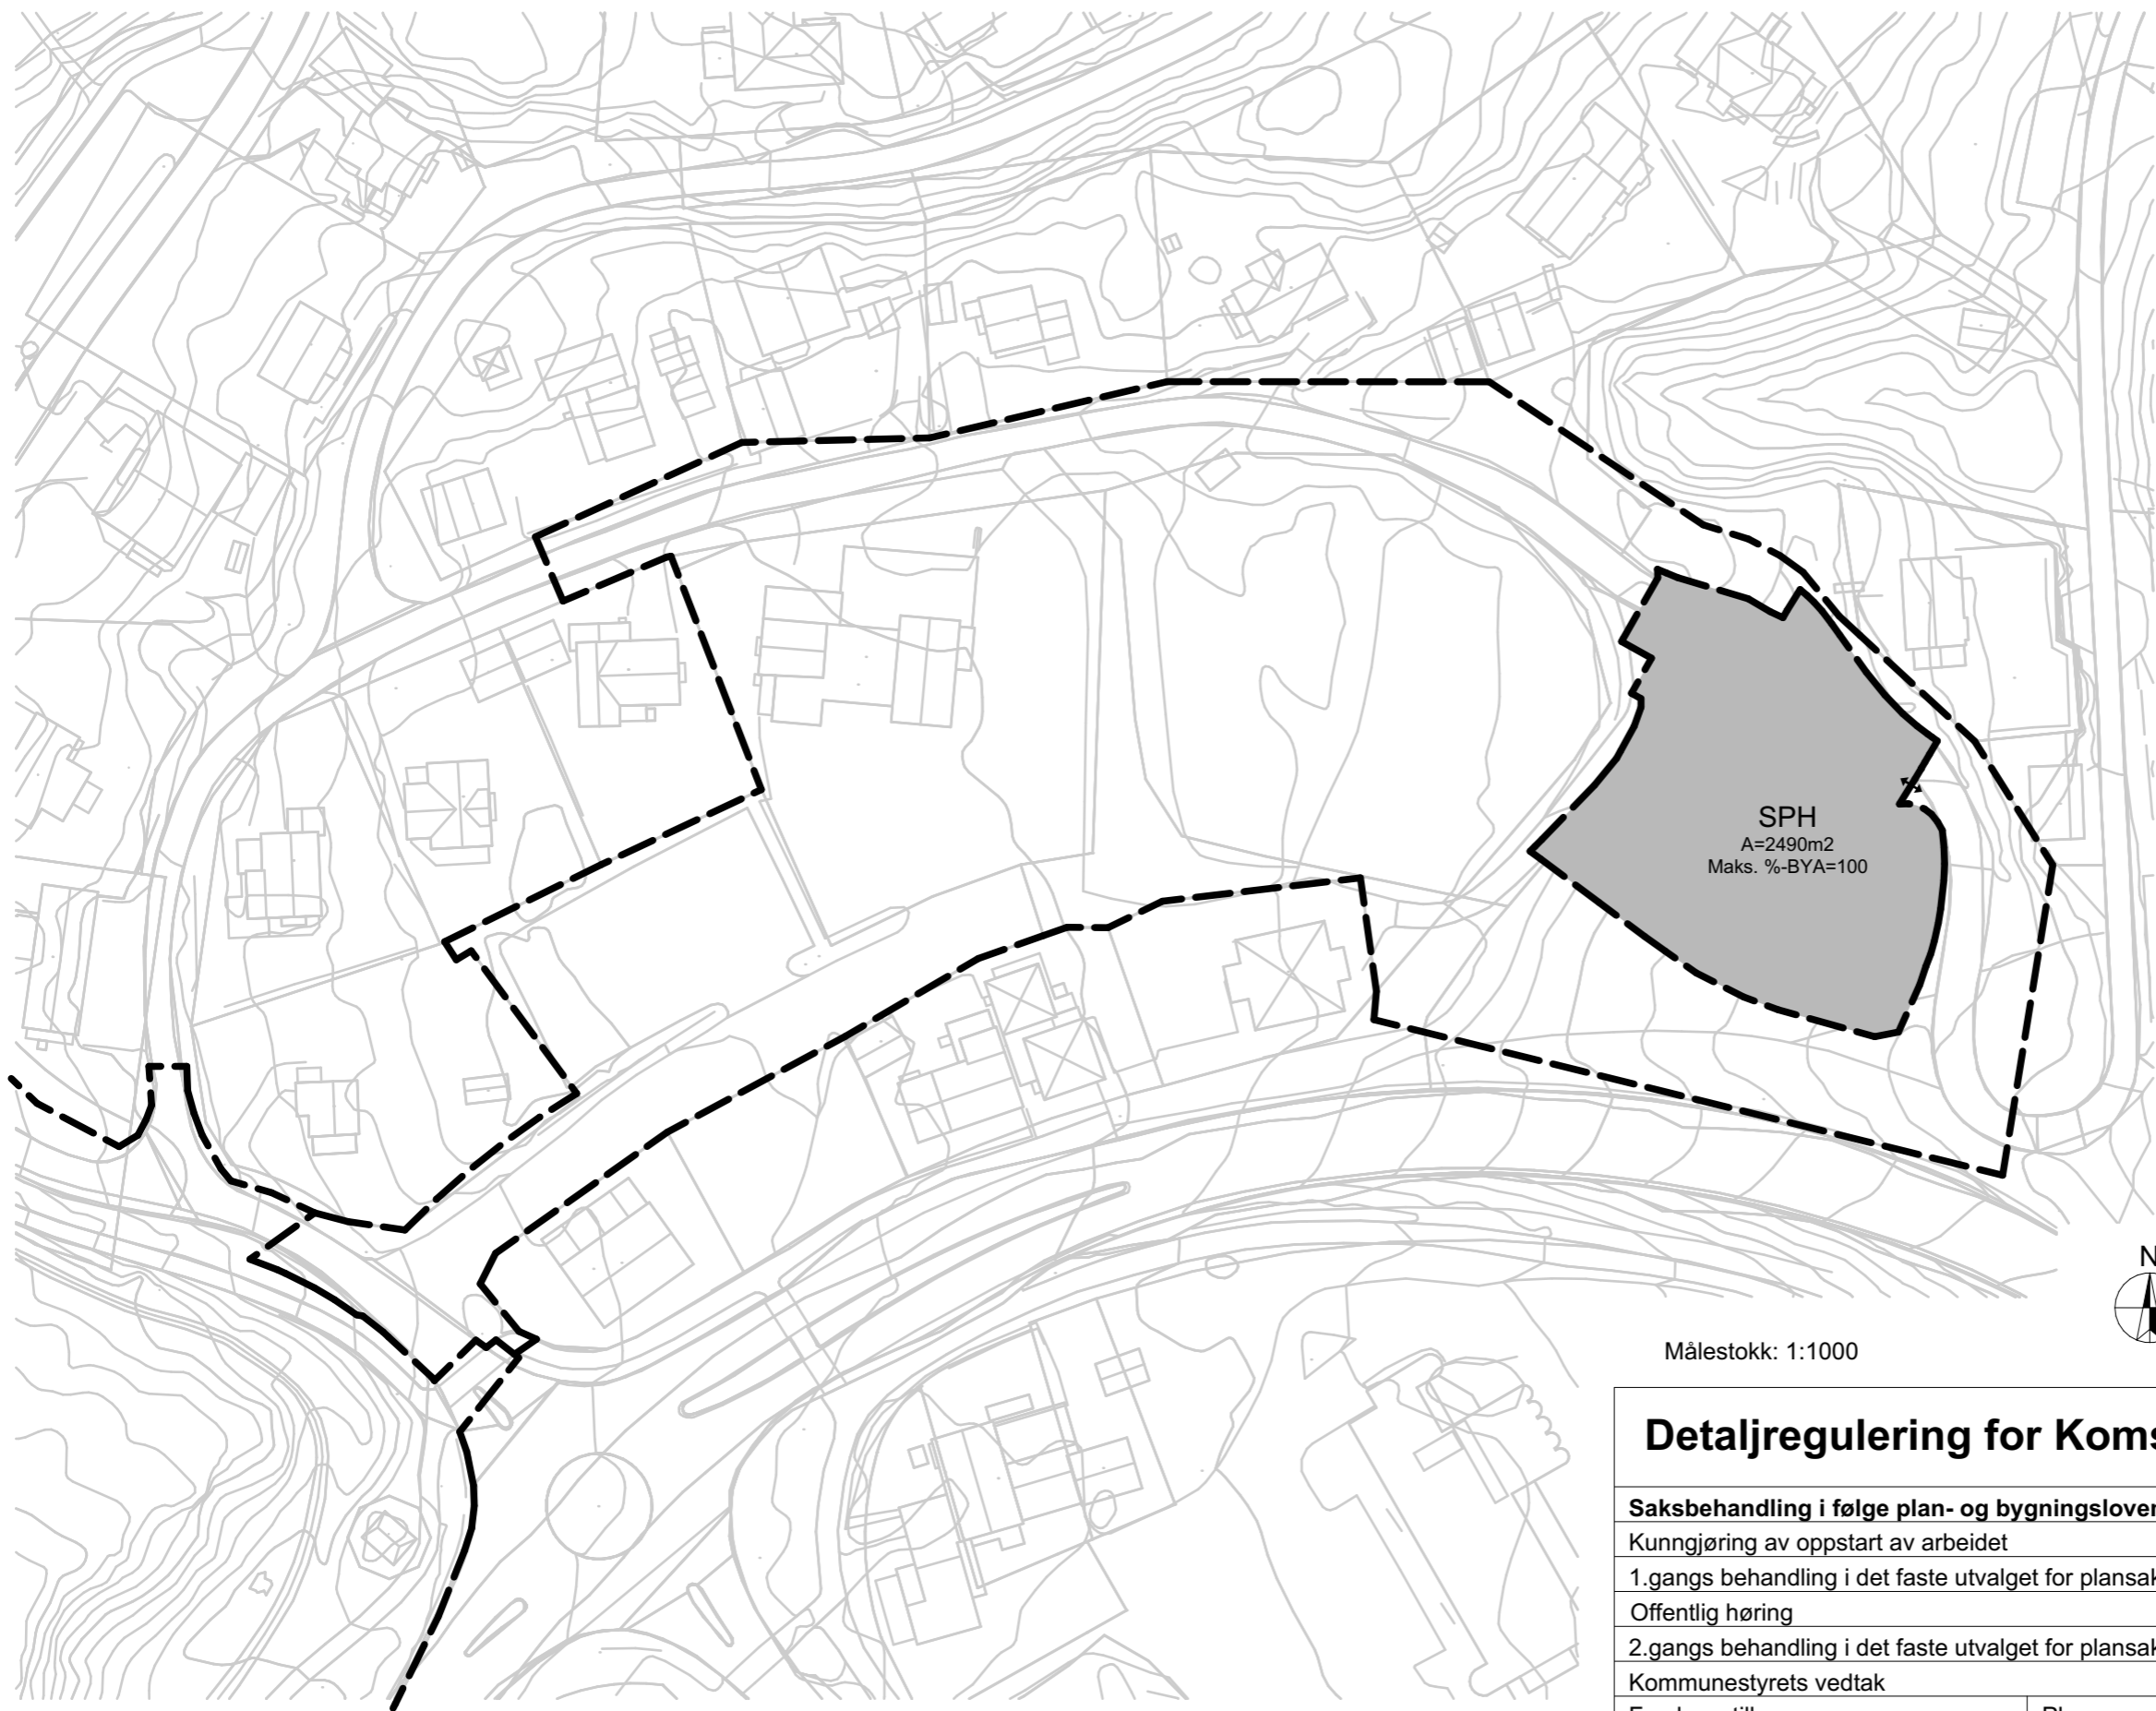 SPH
A=2490m2
Maks. %-BYA=100
N
Målestokk: 1:1000
Detaljregulering for Koms
Saksbehandling i følge plan- og bygningsloven
Kunngjøring av oppstart av arbeidet
1.gangs behandling i det faste utvalget for plansak
Offentlig høring
2.gangs behandling i det faste utvalget for plansak
Kommunestyrets vedtak